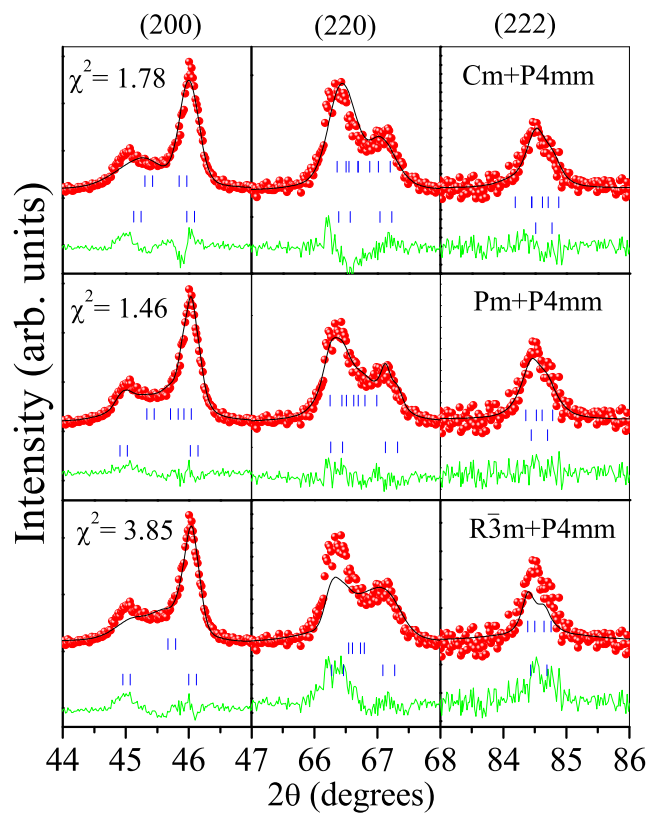 (200) (220) (222)
χ²= 1.78 Cm+P4mm
χ²= 1.46 Pm+P4mm
χ²= 3.85 R3̅m+P4mm
Intensity (arb. units)
44 45 46 47 66 67 68 84 85 86
2θ (degrees)